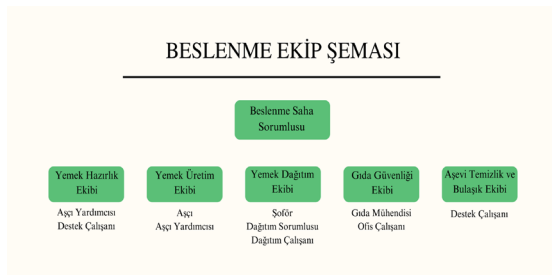 BESLENME EKİP ŞEMASI
Beslenme Saha
Sorumlusu
Yemek Hazırlık
Ekibi
Aşçı Yardımcısı
Destek Çalışanı
Yemek Üretim
Ekibi
Aşçı
Aşçı Yardımcısı
Yemek Dağıtım
Ekibi
Şoför
Dağıtım Sorumlusu
Dağıtım Çalışanı
Gıda Güvenliği
Ekibi
Gıda Mühendisi
Ofis Çalışanı
Aşevi Temizlik ve
Bulaşık Ekibi
Destek Çalışanı